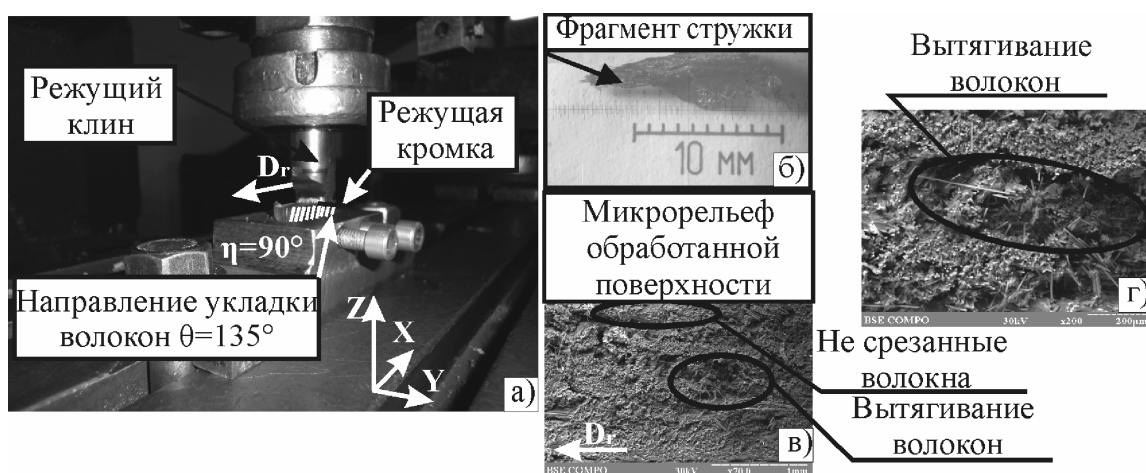 Режущий
клин
Режущая
кромка
Dr
η=90°
Направление укладки
волокон θ=135°
Z
X
Y
а)
Фрагмент стружки
10 мм
б)
Микрорельеф
обработанной
поверхности
Dr
в)
BSE COMPO 30kV x70.0 1mm
Вытягивание
волокон
г)
BSE COMPO 30kV x200 200µm
Не срезанные
волокна
Вытягивание
волокон